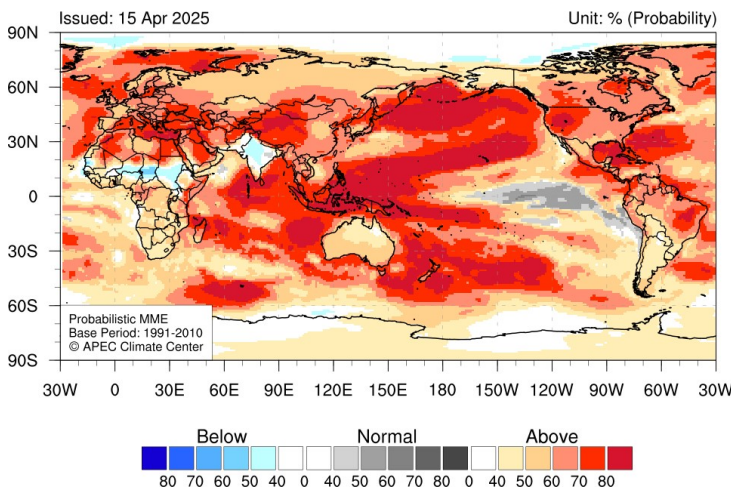 Issued: 15 Apr 2025 Unit: % (Probability)
90N
60N
30N
0
30S
60S
90S
Probabilistic MME
Base Period: 1991-2010
© APEC Climate Center
30W 0 30E 60E 90E 120E 150E 180 150W 120W 90W 60W 30W
Below Normal Above
80 70 60 50 40 0 40 50 60 70 80 0 40 50 60 70 80